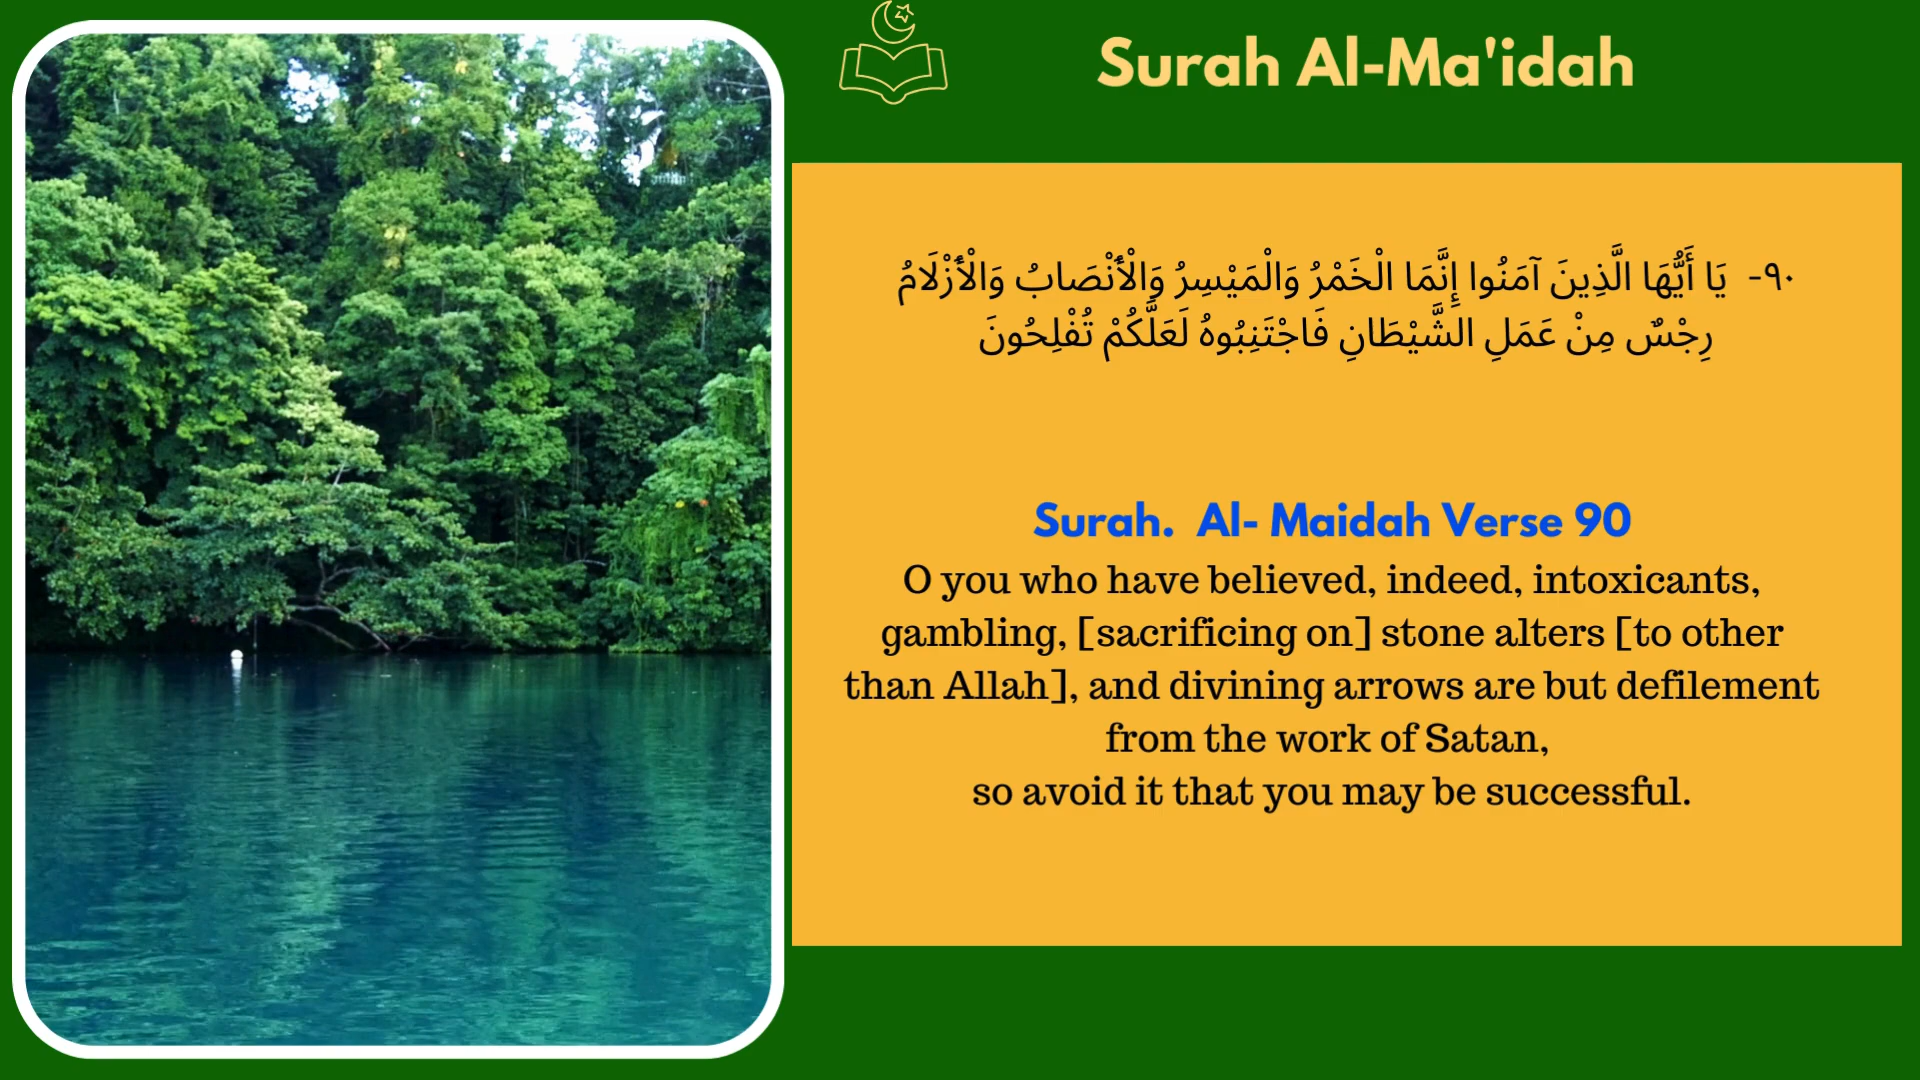 Surah Al-Ma'idah
٩٠- يَا أَيُّهَا الَّذِينَ آمَنُوا إِنَّمَا الْخَمْرُ وَالْمَيْسِرُ وَالْأَنْصَابُ وَالْأَزْلَامُ
رِجْسٌ مِنْ عَمَلِ الشَّيْطَانِ فَاجْتَنِبُوهُ لَعَلَّكُمْ تُفْلِحُونَ
Surah. Al- Maidah Verse 90
O you who have believed, indeed, intoxicants,
gambling, [sacrificing on] stone alters [to other
than Allah], and divining arrows are but defilement
from the work of Satan,
so avoid it that you may be successful.